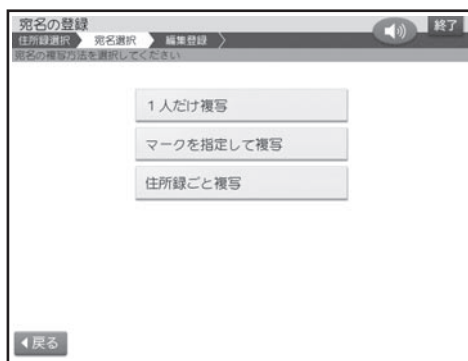 宛名の登録
終了
住所録選択 宛名選択 編集登録
宛名の複写方法を選択してください
1人だけ複写
マークを指定して複写
住所録ごと複写
戻る